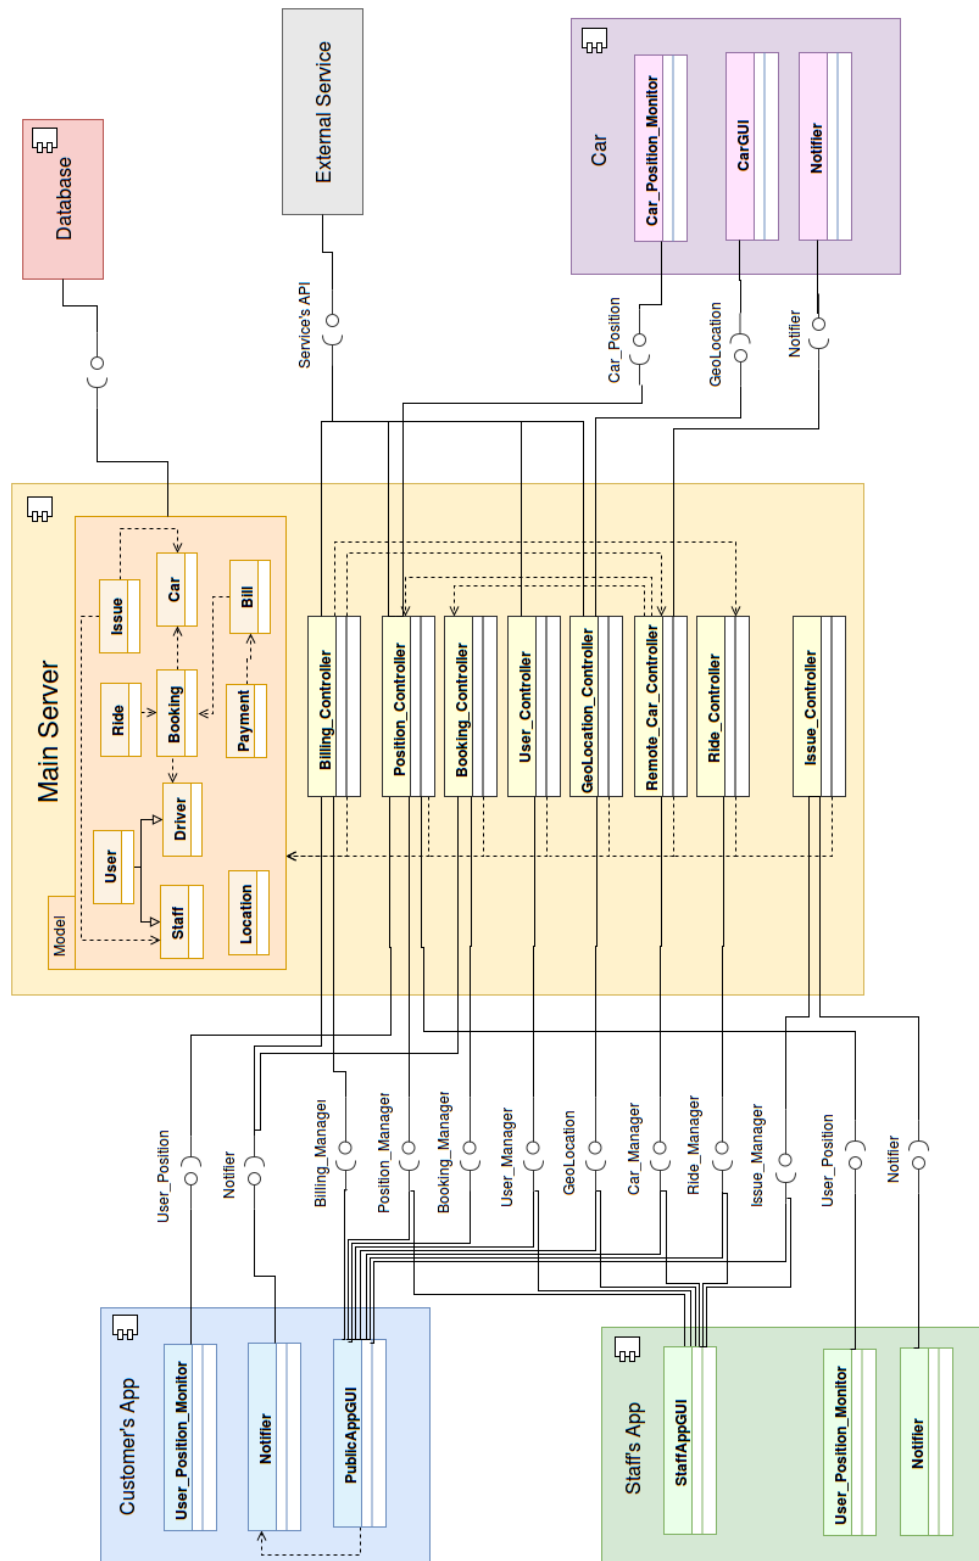 Customer's App
User_Position_Monitor
Notifier
PublicAppGUI
Staff's App
StaffAppGUI
User_Position_Monitor
Notifier
User_Position
Notifier
Billing_Manager
Position_Manager
Booking_Manager
User_Manager
GeoLocation
Car_Manager
Ride_Manager
Issue_Manager
User_Position
Notifier
Main Server
Model
User
Staff
Driver
Location
Ride
Booking
Payment
Issue
Car
Bill
Billing_Controller
Position_Controller
Booking_Controller
User_Controller
GeoLocation_Controller
Remote_Car_Controller
Ride_Controller
Issue_Controller
Service's API
Car_Position
GeoLocation
Notifier
Database
External Service
Car
Car_Position_Monitor
CarGUI
Notifier